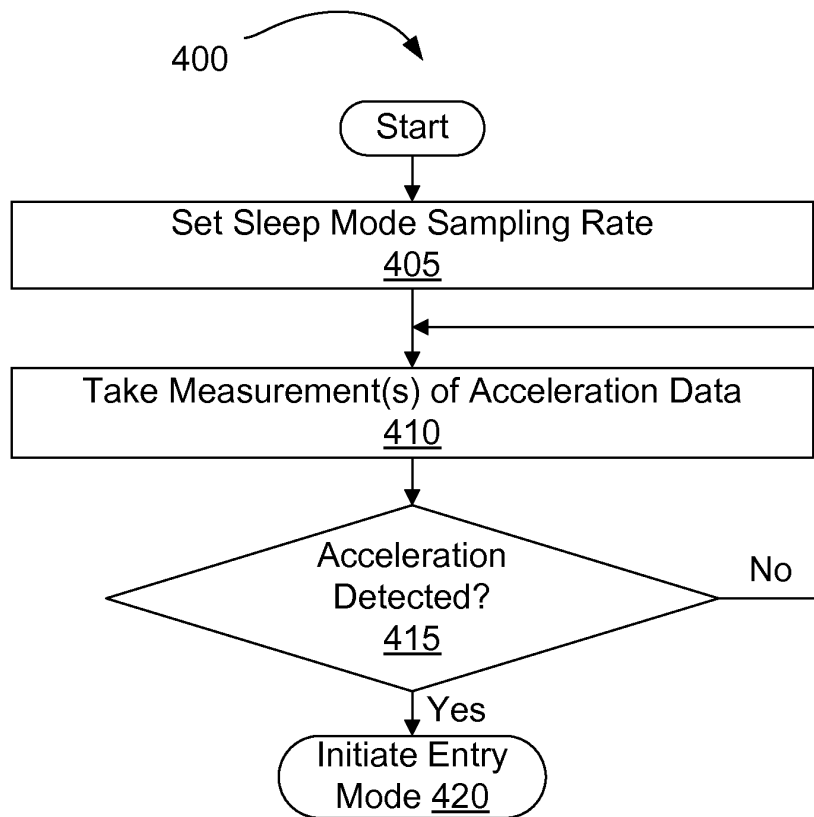 400
Start
Set Sleep Mode Sampling Rate
405
Take Measurement(s) of Acceleration Data
410
Acceleration
Detected?
415
No
Yes
Initiate Entry
Mode 420